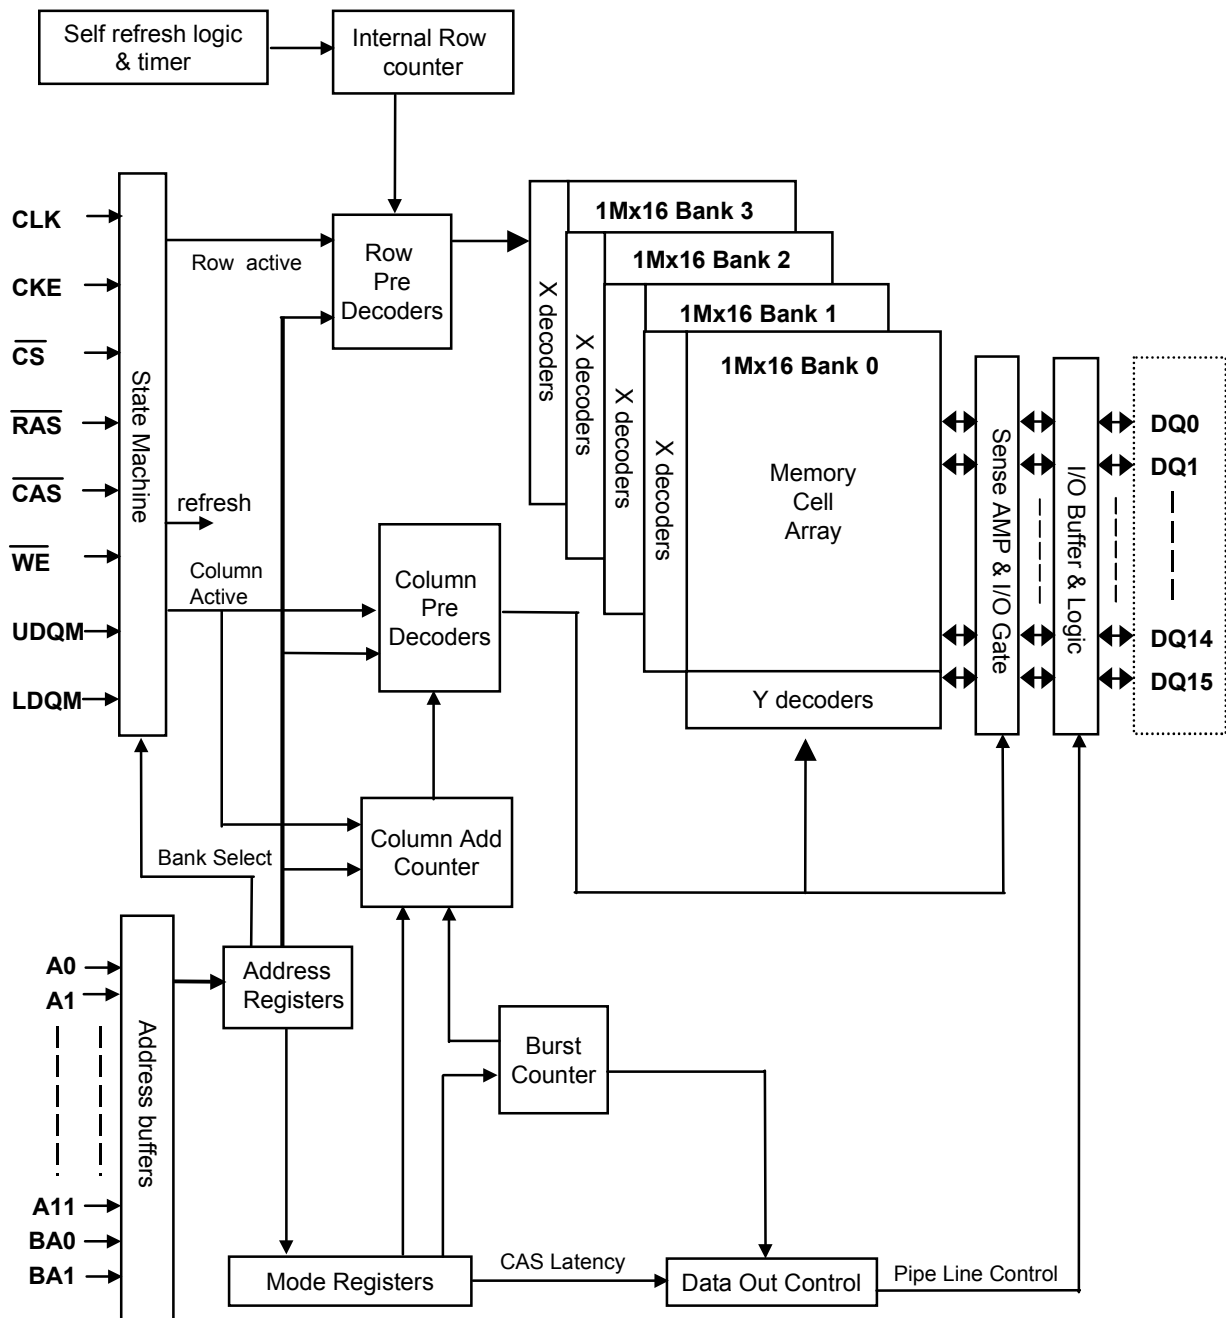 Self refresh logic
& timer
Internal Row
counter
CLK
CKE
CS
RAS
CAS
WE
UDQM
LDQM
State Machine
Row active
refresh
Column
Active
Bank Select
Row
Pre
Decoders
Column
Pre
Decoders
Column Add
Counter
1Mx16 Bank 3
1Mx16 Bank 2
1Mx16 Bank 1
1Mx16 Bank 0
X decoders
X decoders
X decoders
X decoders
Memory
Cell
Array
Y decoders
Sense AMP & I/O Gate
I/O Buffer & Logic
DQ0
DQ1
DQ14
DQ15
A0
A1
A11
BA0
BA1
Address buffers
Address
Registers
Burst
Counter
Mode Registers
CAS Latency
Data Out Control
Pipe Line Control